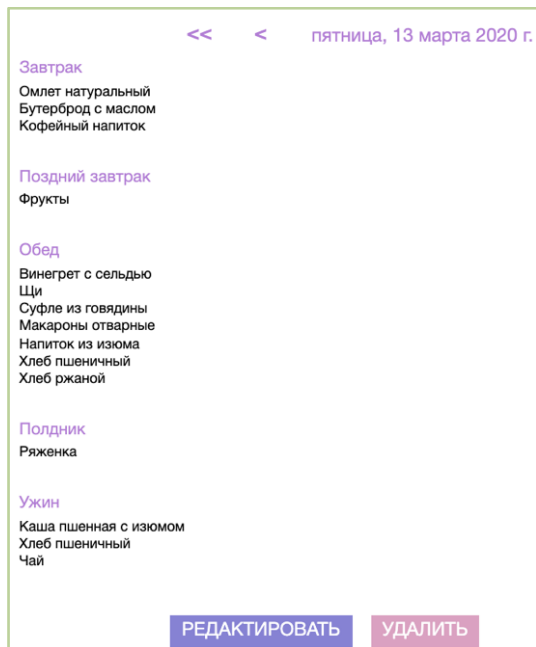 << < пятница, 13 марта 2020 г.
Завтрак
Омлет натуральный
Бутерброд с маслом
Кофейный напиток
Поздний завтрак
Фрукты
Обед
Винегрет с сельдью
Щи
Суфле из говядины
Макароны отварные
Напиток из изюма
Хлеб пшеничный
Хлеб ржаной
Полдник
Ряженка
Ужин
Каша пшенная с изюмом
Хлеб пшеничный
Чай
РЕДАКТИРОВАТЬ УДАЛИТЬ